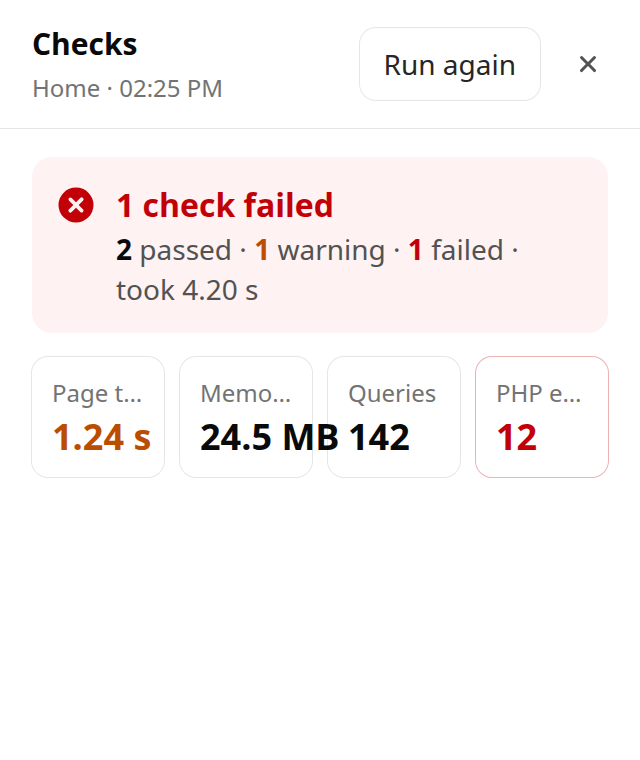 Checks
Home · 02:25 PM
Run again
1 check failed
2 passed · 1 warning · 1 failed ·
took 4.20 s
Page t…
1.24 s
Memo…
24.5 MB
Queries
142
PHP e…
12